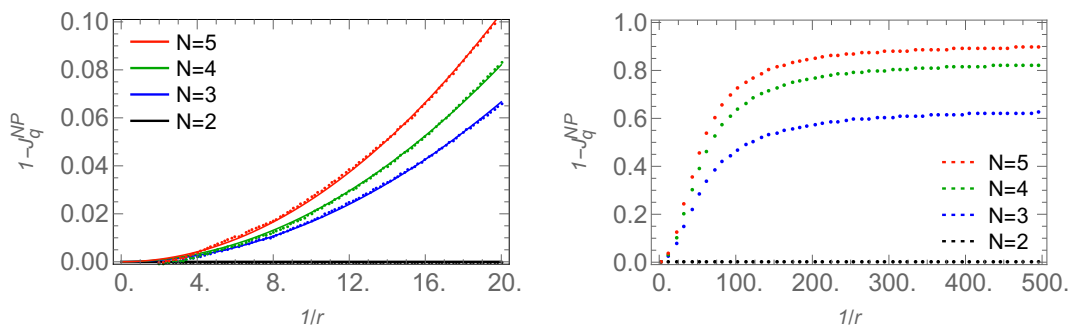 0.10
0.08
0.06
0.04
0.02
0.00
1-J_q^NP
N=5
N=4
N=3
N=2
0. 4. 8. 12. 16. 20.
1/r
1.0
0.8
0.6
0.4
0.2
0.0
1-J_q^NP
N=5
N=4
N=3
N=2
0. 100. 200. 300. 400. 500.
1/r